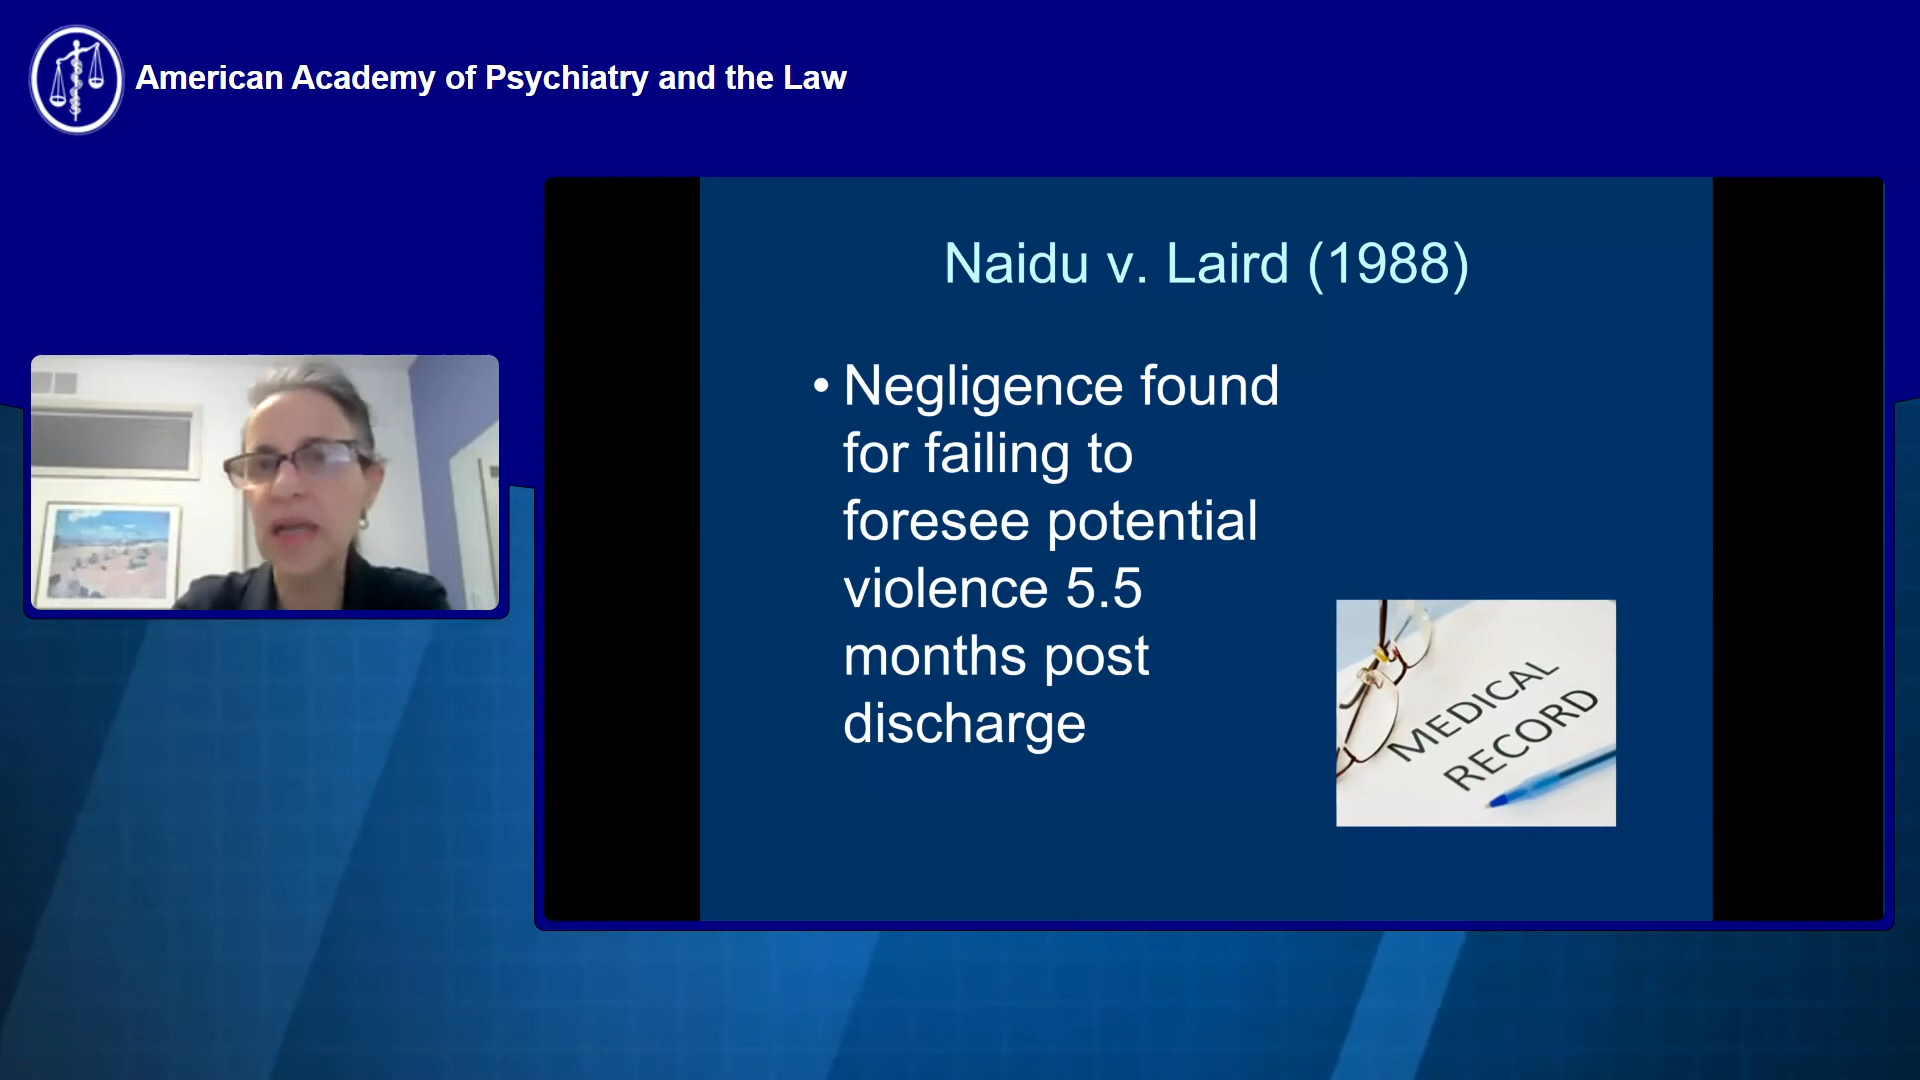 American Academy of Psychiatry and the Law
Naidu v. Laird (1988)
• Negligence found
for failing to
foresee potential
violence 5.5
months post
discharge
MEDICAL
RECORD